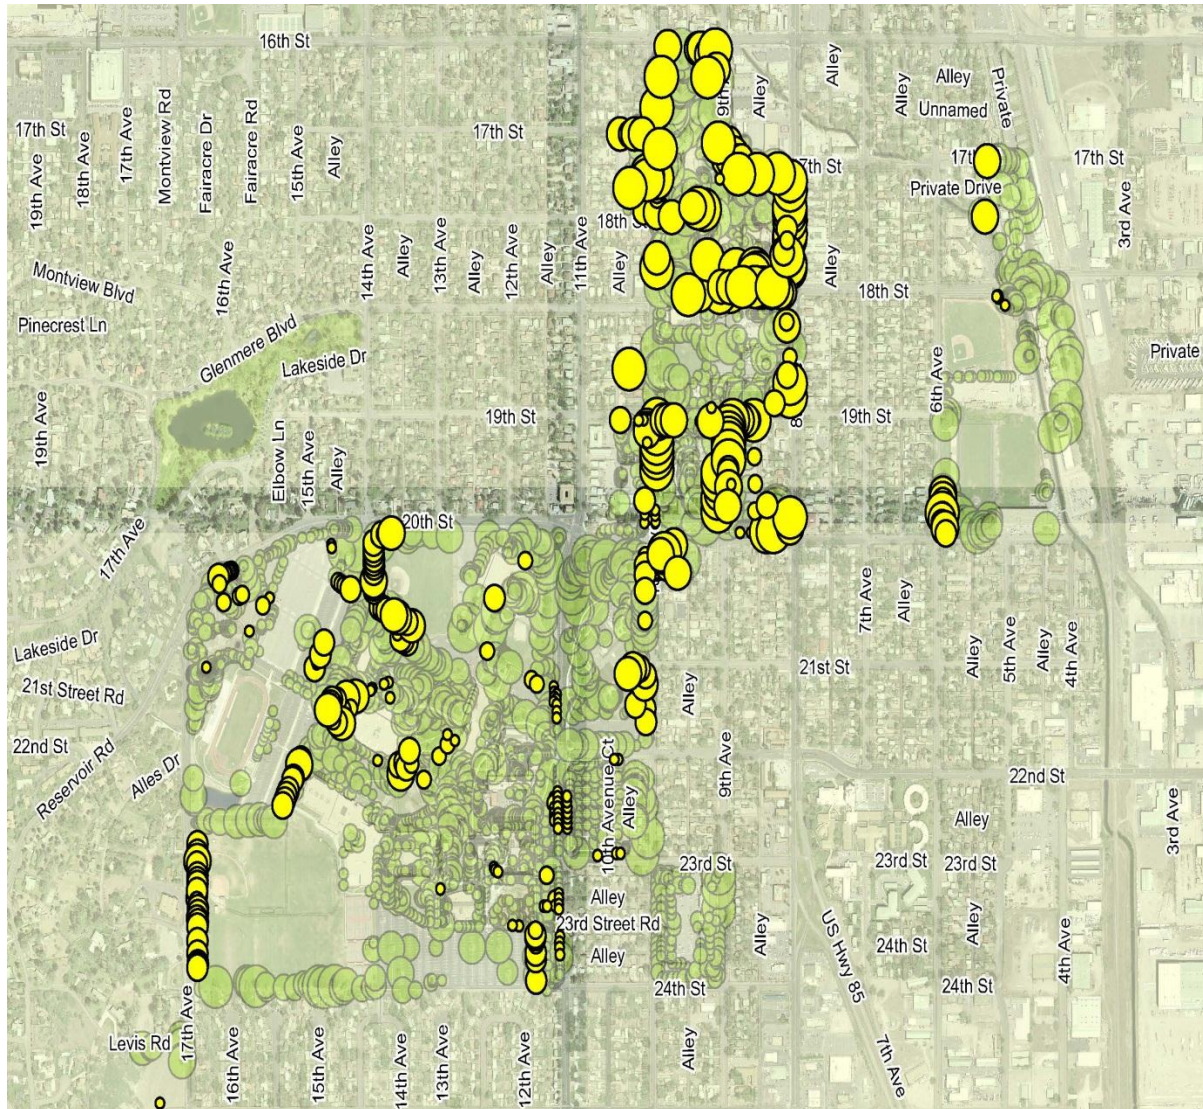 16th St
Alley
Alley
Alley
Private
Unnamed
9th
Alley
17th St
17th Ave
Montview Rd
Fairacre Dr
Fairacre Rd
15th Ave
Alley
17th St
7th St
17th
17th St
19th Ave
18th Ave
Private Drive
3rd Ave
18th St
Montview Blvd
16th Ave
14th Ave
Alley
13th Ave
Alley
12th Ave
Alley
11th Ave
Alley
Alley
18th St
Pinecrest Ln
Glenmere Blvd
Lakeside Dr
Private
6th Ave
19th Ave
Elbow Ln
15th Ave
Alley
19th St
8
19th St
17th Ave
20th St
7th Ave
Alley
Lakeside Dr
21st Street Rd
21st St
Alley
5th Ave
Alley
4th Ave
Alley
22nd St
Reservoir Rd
Alles Dr
10th Avenue Ct
Alley
9th Ave
22nd St
Alley
3rd Ave
23rd St
23rd St
23rd St
Alley
23rd Street Rd
Alley
Alley
US Hwy 85
24th St
Alley
4th Ave
24th St
24th St
Levis Rd
17th Ave
16th Ave
15th Ave
14th Ave
13th Ave
12th Ave
Alley
7th Ave